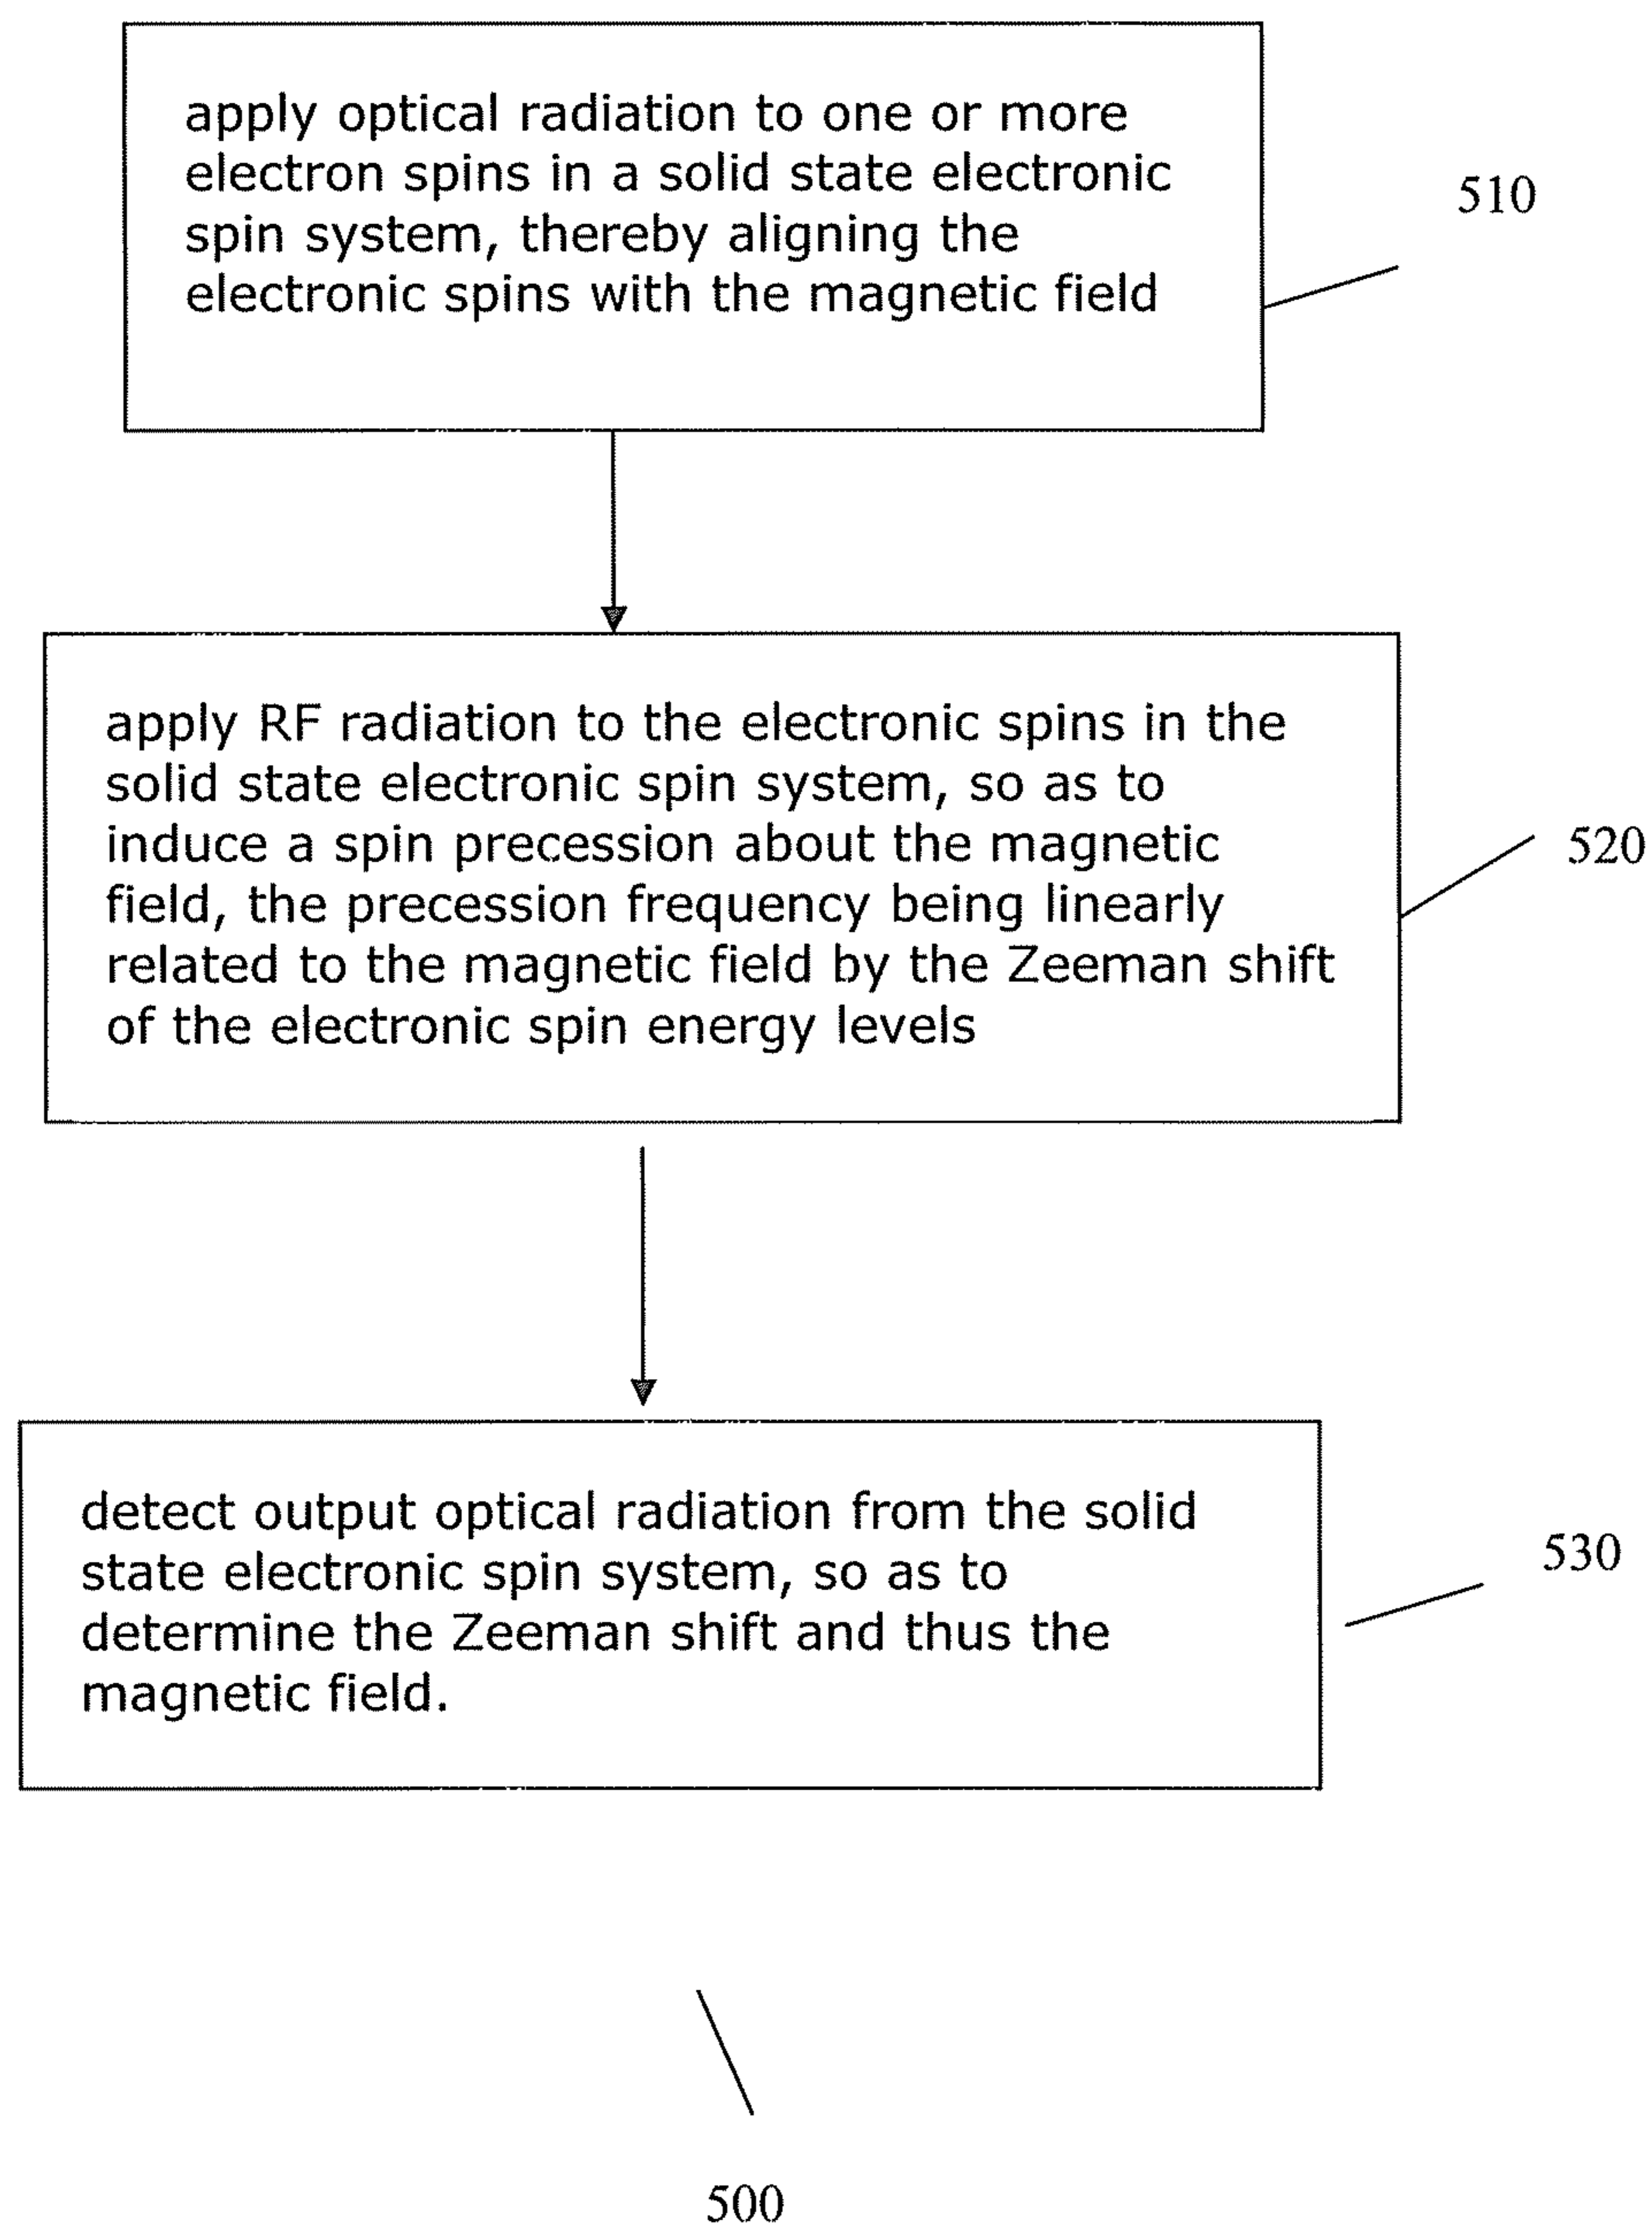 apply optical radiation to one or more
electron spins in a solid state electronic
spin system, thereby aligning the
electronic spins with the magnetic field
510
apply RF radiation to the electronic spins in the
solid state electronic spin system, so as to
induce a spin precession about the magnetic
field, the precession frequency being linearly
related to the magnetic field by the Zeeman shift
of the electronic spin energy levels
520
detect output optical radiation from the solid
state electronic spin system, so as to
determine the Zeeman shift and thus the
magnetic field.
530
500